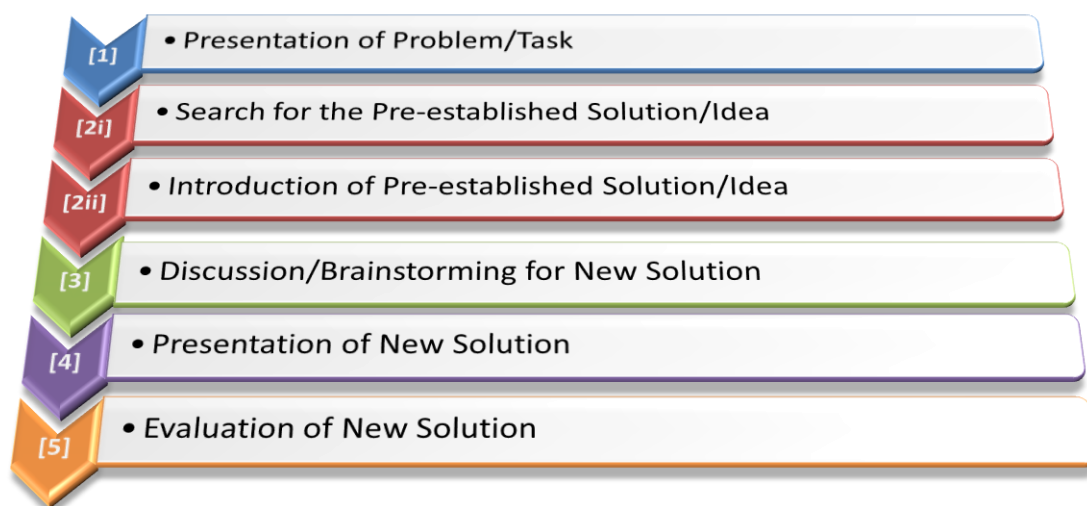 [1] • Presentation of Problem/Task
[2i] • Search for the Pre-established Solution/Idea
[2ii] • Introduction of Pre-established Solution/Idea
[3] • Discussion/Brainstorming for New Solution
[4] • Presentation of New Solution
[5] • Evaluation of New Solution